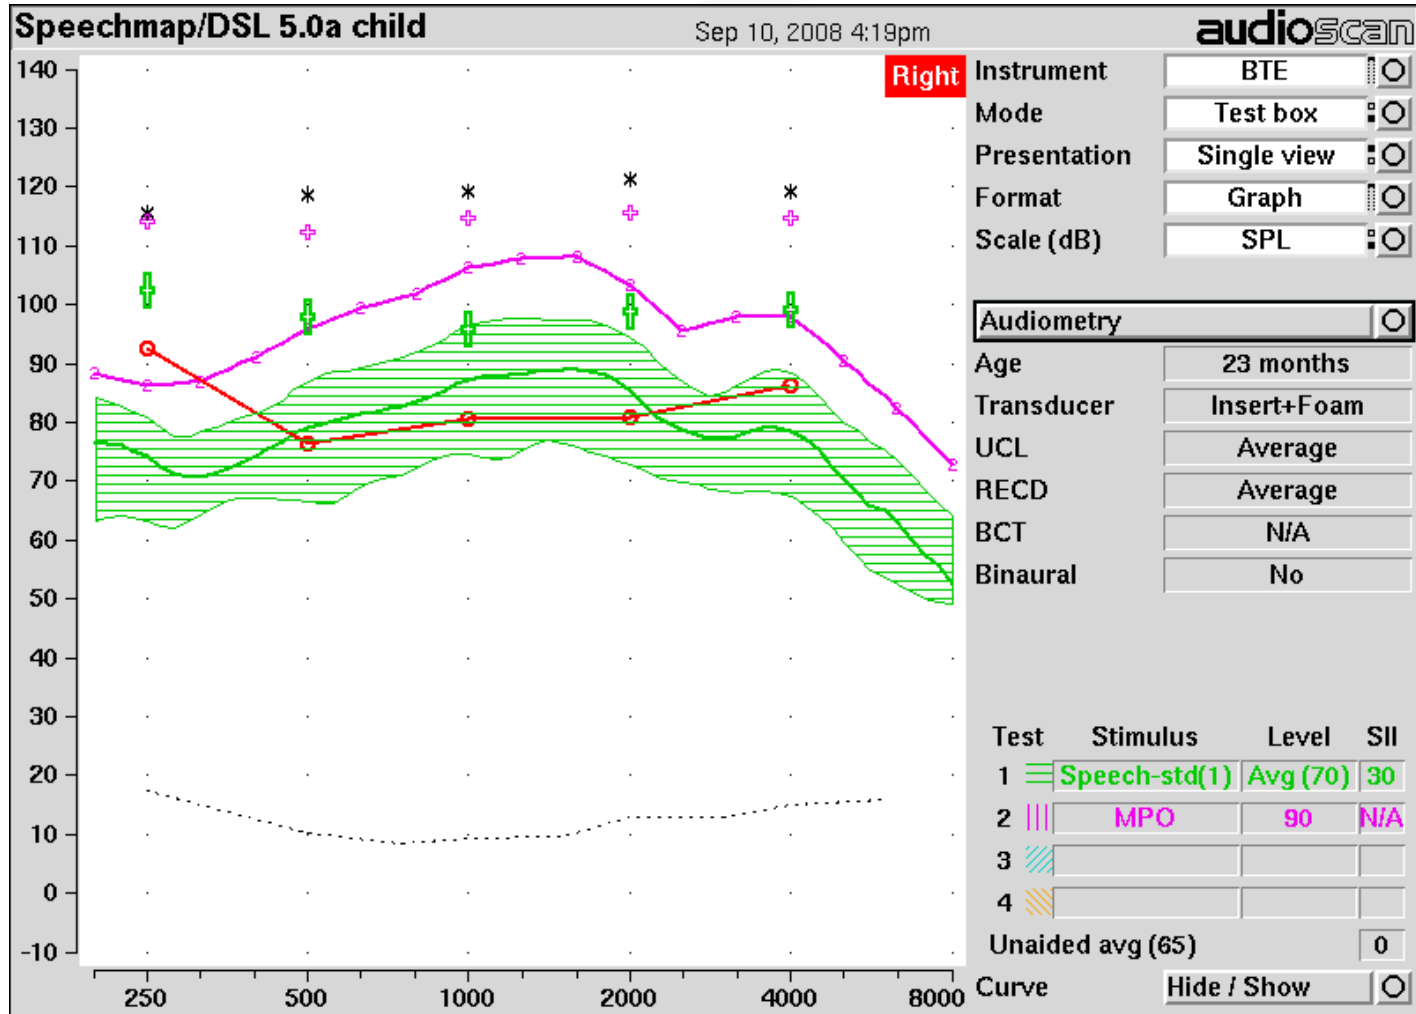 Speechmap/DSL 5.0a child
Sep 10, 2008 4:19pm
audioscan
Right
140
130
120
110
100
90
80
70
60
50
40
30
20
10
0
-10
250 500 1000 2000 4000 8000
Instrument BTE
Mode Test box
Presentation Single view
Format Graph
Scale (dB) SPL
Audiometry
Age 23 months
Transducer Insert+Foam
UCL Average
RECD Average
BCT N/A
Binaural No
Test Stimulus Level SII
1 Speech-std(1) Avg (70) 30
2 MPO 90 N/A
3
4
Unaided avg (65) 0
Curve Hide / Show